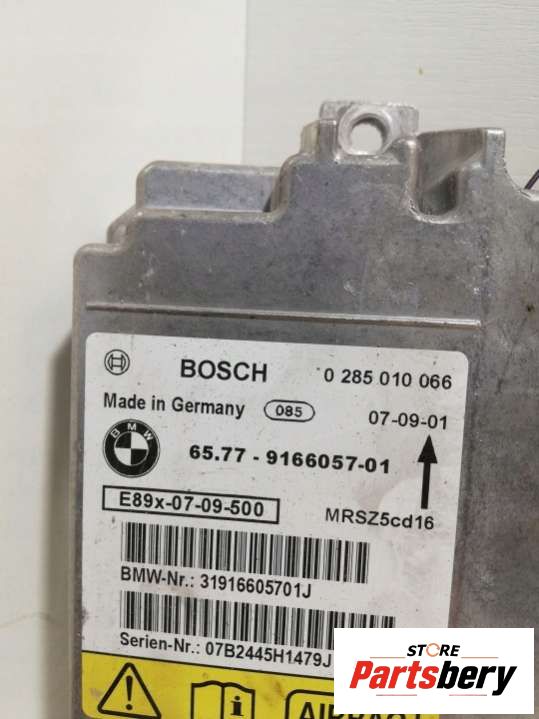 BOSCH 0 285 010 066
Made in Germany 085 07-09-01
BMW
65.77 - 9166057-01
E89x-07-09-500 MRSZ5cd16
BMW-Nr.: 31916605701J
Serien-Nr.: 07B2445H1479J
STORE
Partsbery